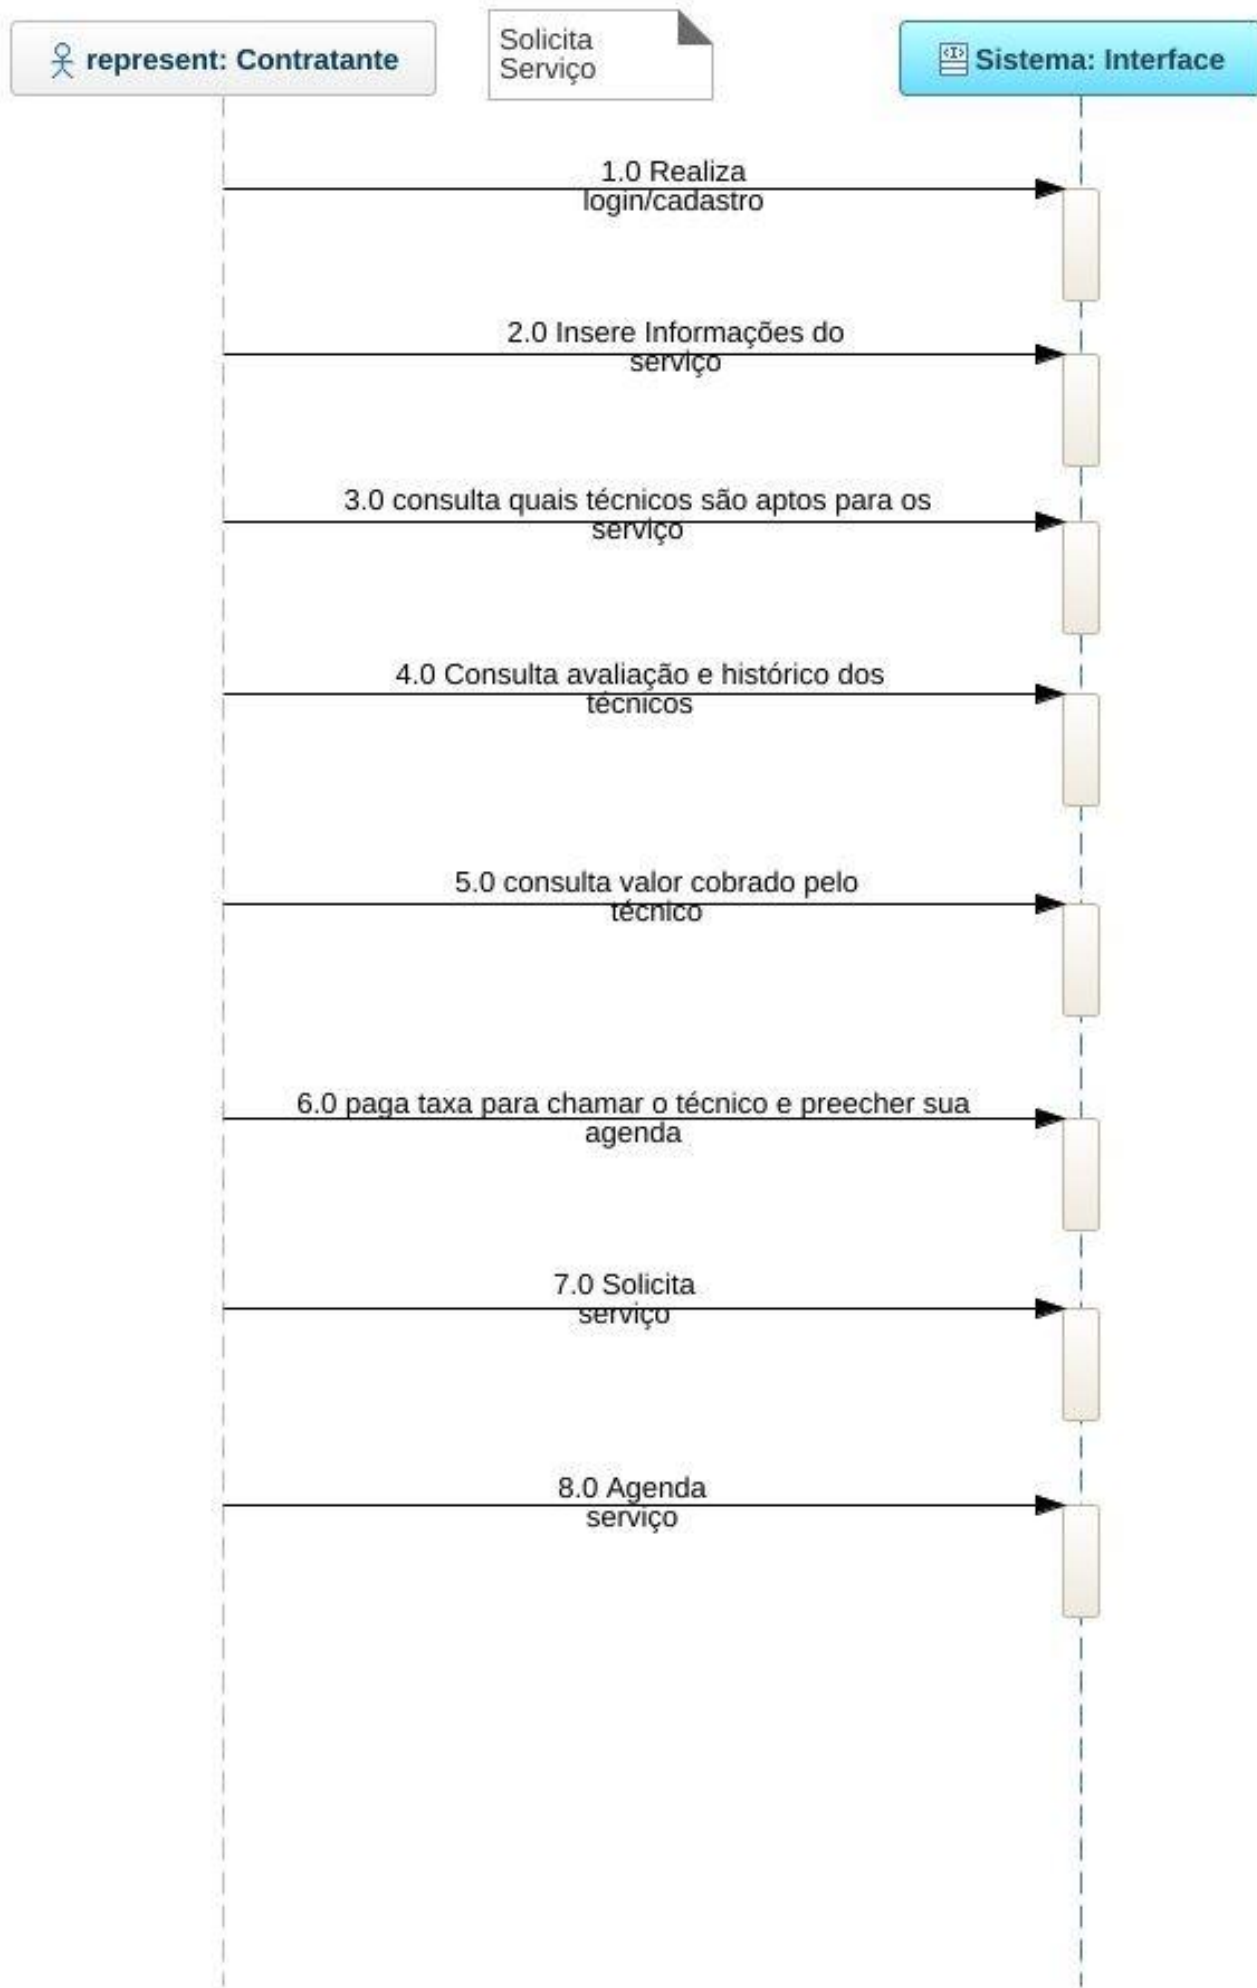 represent: Contratante
Solicita
Serviço
Sistema: Interface
1.0 Realiza
login/cadastro
2.0 Insere Informações do
serviço
3.0 consulta quais técnicos são aptos para os
serviço
4.0 Consulta avaliação e histórico dos
técnicos
5.0 consulta valor cobrado pelo
técnico
6.0 paga taxa para chamar o técnico e preecher sua
agenda
7.0 Solicita
serviço
8.0 Agenda
serviço